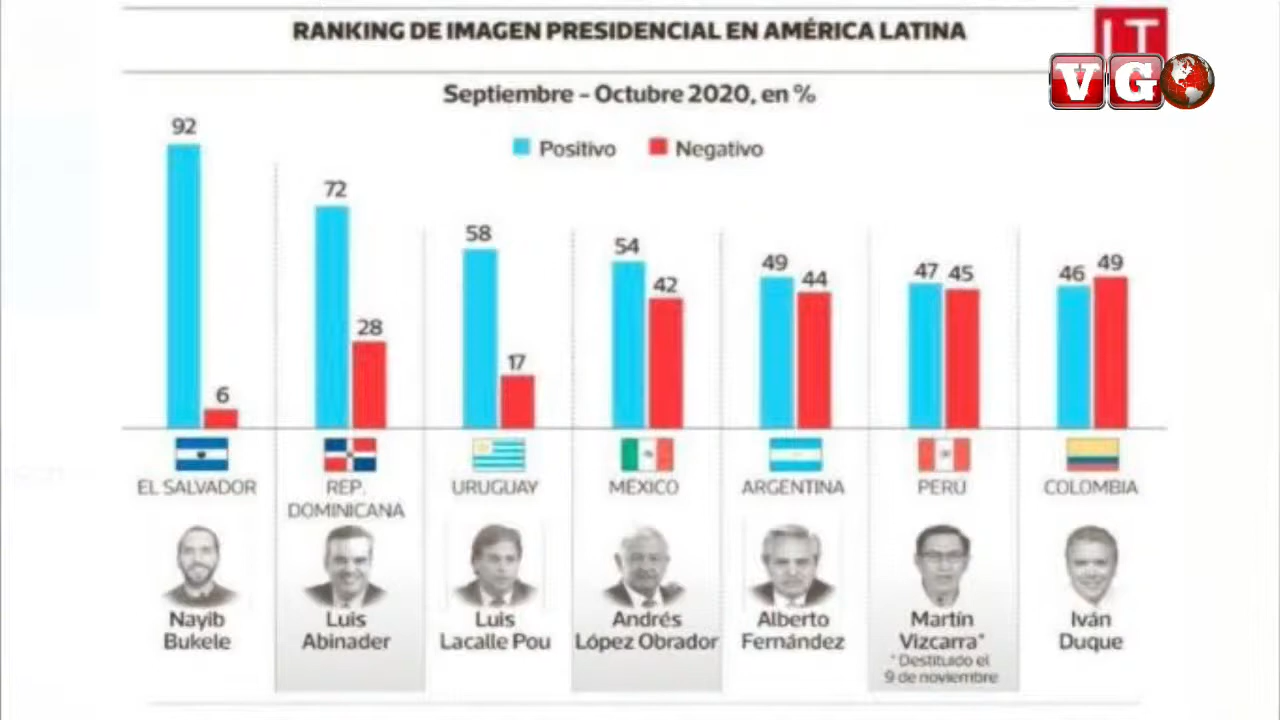 RANKING DE IMAGEN PRESIDENCIAL EN AMÉRICA LATINA
LT
VGO
Septiembre – Octubre 2020, en %
Positivo Negativo
92 6
72 28
58 17
54 42
49 44
47 45
46 49
EL SALVADOR
REP.
DOMINICANA
URUGUAY
MÉXICO
ARGENTINA
PERÚ
COLOMBIA
Nayib
Bukele
Luis
Abinader
Luis
Lacalle Pou
Andrés
López Obrador
Alberto
Fernández
Martín
Vizcarra*
* Destituido el
9 de noviembre
Iván
Duque